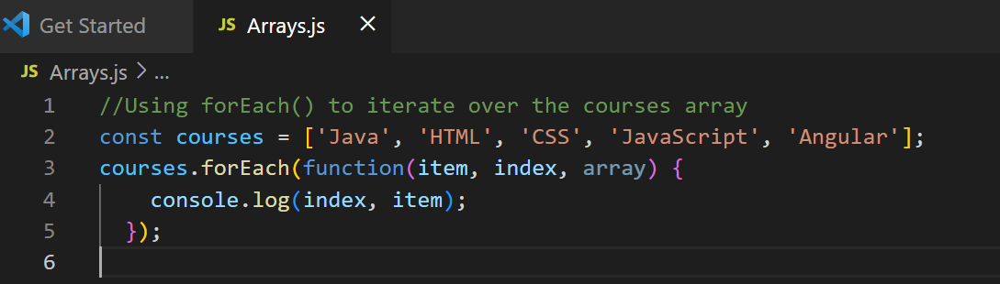 Get Started JS Arrays.js ×
JS Arrays.js > ...
1 //Using forEach() to iterate over the courses array
2 const courses = ['Java', 'HTML', 'CSS', 'JavaScript', 'Angular'];
3 courses.forEach(function(item, index, array) {
4     console.log(index, item);
5   });
6